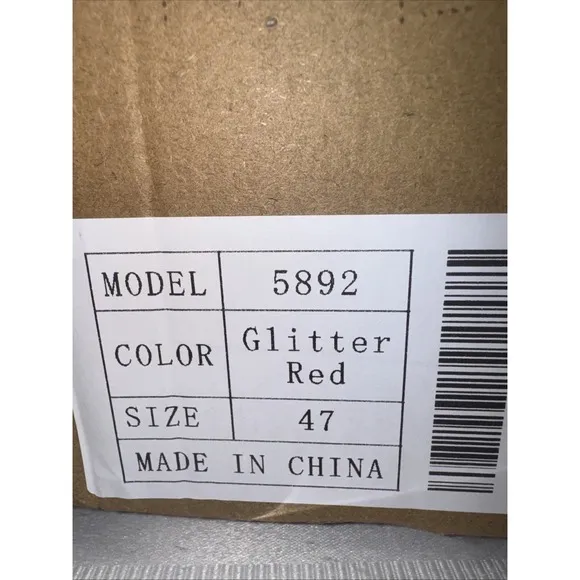 MODEL 5892
COLOR Glitter Red
SIZE 47
MADE IN CHINA